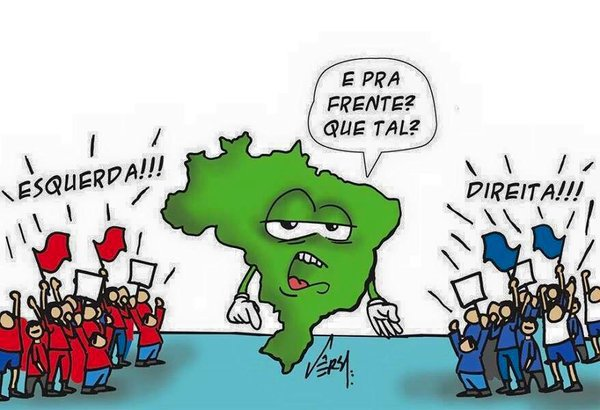 E PRA
FRENTE?
QUE TAL?
ESQUERDA!!!
DIREITA!!!